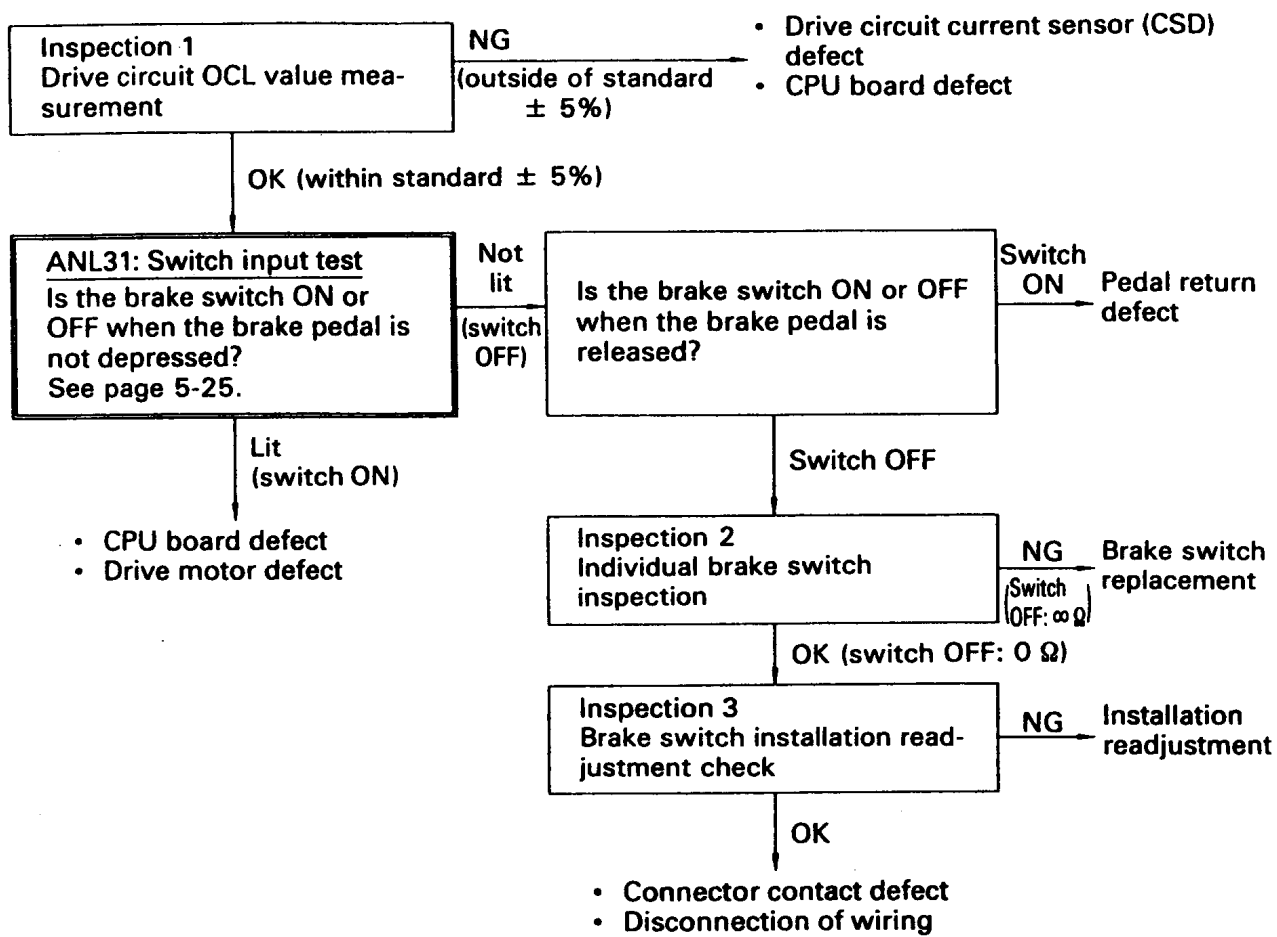 Inspection 1
Drive circuit OCL value mea-
surement
NG
(outside of standard
± 5%)
• Drive circuit current sensor (CSD)
defect
• CPU board defect
OK (within standard ± 5%)
ANL31: Switch input test
Is the brake switch ON or
OFF when the brake pedal is
not depressed?
See page 5-25.
Not
lit
(switch
OFF)
Is the brake switch ON or OFF
when the brake pedal is
released?
Switch
ON
Pedal return
defect
Lit
(switch ON)
• CPU board defect
• Drive motor defect
Switch OFF
Inspection 2
Individual brake switch
inspection
NG
(Switch
OFF: ∞ Ω)
Brake switch
replacement
OK (switch OFF: 0 Ω)
Inspection 3
Brake switch installation read-
justment check
NG
Installation
readjustment
OK
• Connector contact defect
• Disconnection of wiring